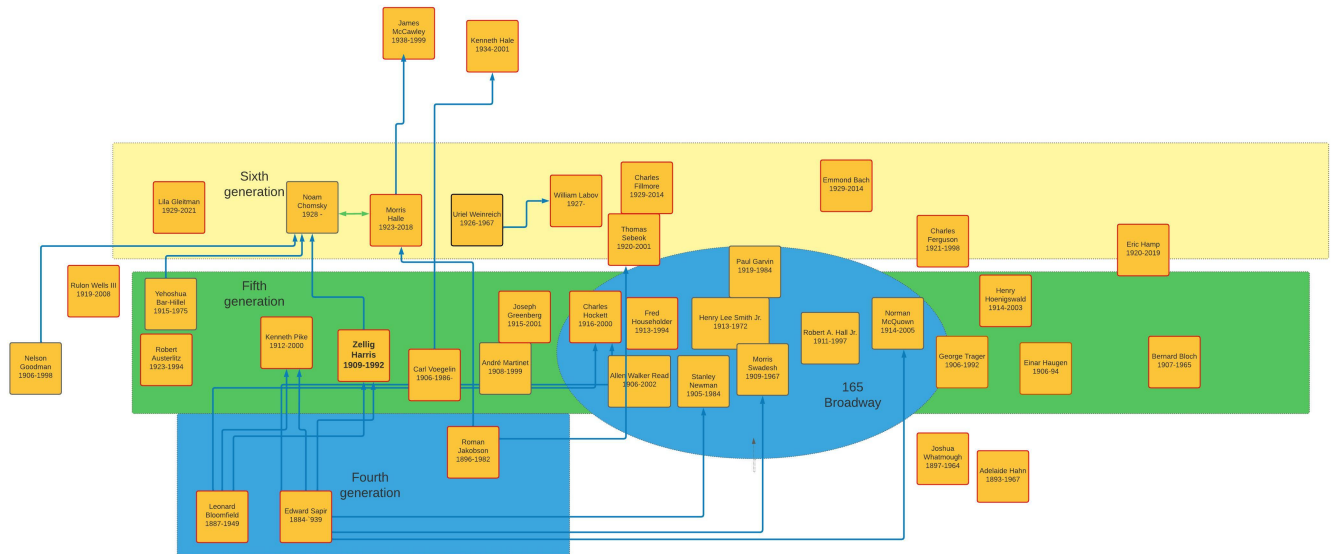 James
McCawley
1938-1999
Kenneth Hale
1934-2001
Sixth
generation
Lila Gleitman
1929-2021
Noam
Chomsky
1928 -
Morris
Halle
1923-2018
Uriel Weinreich
1926-1967
William Labov
1927-
Charles
Fillmore
1929-2014
Thomas
Sebeok
1920-2001
Emmond Bach
1929-2014
Charles
Ferguson
1921-1998
Eric Hamp
1920-2019
Paul Garvin
1919-1984
Rulon Wells III
1919-2008
Fifth
generation
Yehoshua
Bar-Hillel
1915-1975
Robert
Austerlitz
1923-1994
Kenneth Pike
1912-2000
Zellig
Harris
1909-1992
Carl Voegelin
1906-1986-
Joseph
Greenberg
1915-2001
André Martinet
1908-1999
Charles
Hockett
1916-2000
Fred
Householder
1913-1994
Henry Lee Smith Jr.
1913-1972
Robert A. Hall Jr.
1911-1997
Norman
McQuown
1914-2005
Henry
Hoenigswald
1914-2003
George Trager
1906-1992
Einar Haugen
1906-94
Bernard Bloch
1907-1965
Nelson
Goodman
1906-1998
Allen Walker Read
1906-2002
Stanley
Newman
1905-1984
Morris
Swadesh
1909-1967
165
Broadway
Roman
Jakobson
1896-1982
Joshua
Whatmough
1897-1964
Adelaide Hahn
1893-1967
Fourth
generation
Leonard
Bloomfield
1887-1949
Edward Sapir
1884-`939